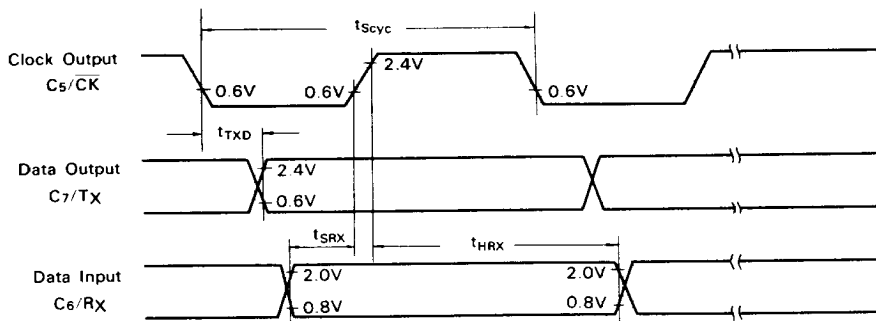 tScyc
Clock Output
C5/CK
0.6V
0.6V
2.4V
0.6V
tTXD
Data Output
C7/TX
2.4V
0.6V
tSRX
tHRX
Data Input
C6/RX
2.0V
0.8V
2.0V
0.8V